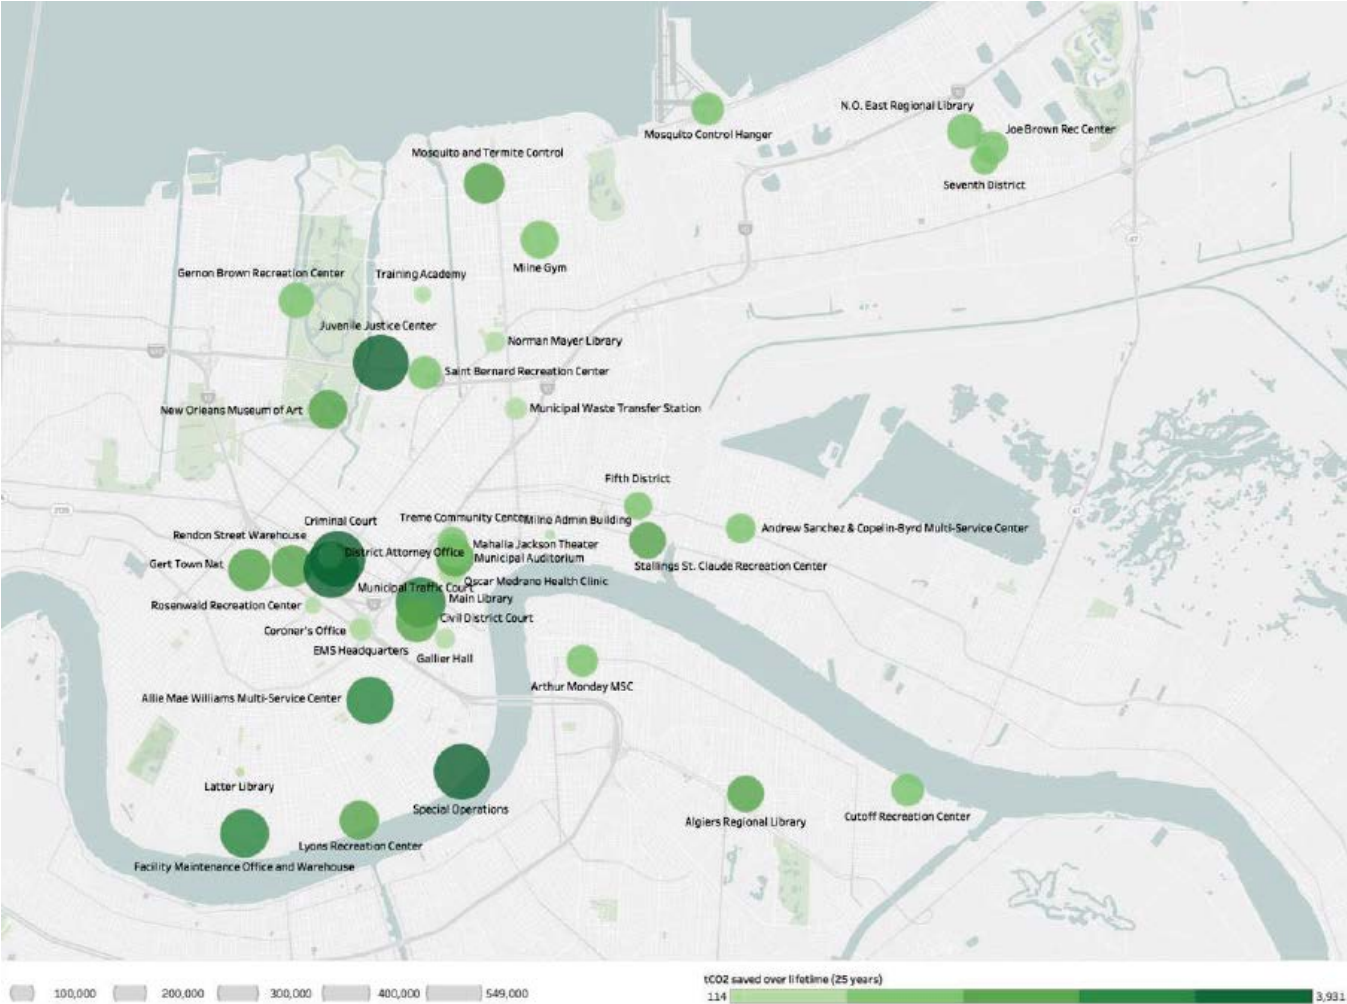 N.O. East Regional Library
Joe Brown Rec Center
Mosquito Control Hanger
Mosquito and Termite Control
Seventh District
Milne Gym
Gernon Brown Recreation Center
Training Academy
Juvenile Justice Center
Norman Mayer Library
Saint Bernard Recreation Center
New Orleans Museum of Art
Municipal Waste Transfer Station
Fifth District
Criminal Court
Treme Community Center
Milne Admin Building
Andrew Sanchez & Copelin-Byrd Multi-Service Center
Rendon Street Warehouse
District Attorney Office
Mahalia Jackson Theater
Municipal Auditorium
Gert Town Nat
Stallings St. Claude Recreation Center
Municipal Traffic Court
Oscar Medrano Health Clinic
Main Library
Rosenwald Recreation Center
Civil District Court
Coroner's Office
EMS Headquarters
Gallier Hall
Arthur Monday MSC
Allie Mae Williams Multi-Service Center
Latter Library
Special Operations
Algiers Regional Library
Cutoff Recreation Center
Lyons Recreation Center
Facility Maintenance Office and Warehouse
100,000
200,000
300,000
400,000
549,000
tCO2 saved over lifetime (25 years)
114
3,931